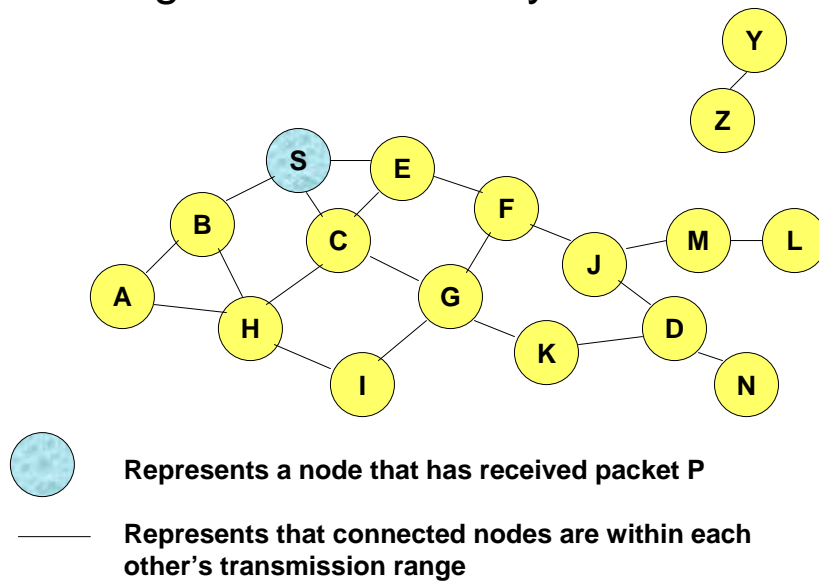 Y
Z
S
E
F
B
C
M
L
J
A
G
H
D
K
I
N
Represents a node that has received packet P
Represents that connected nodes are within each
other's transmission range